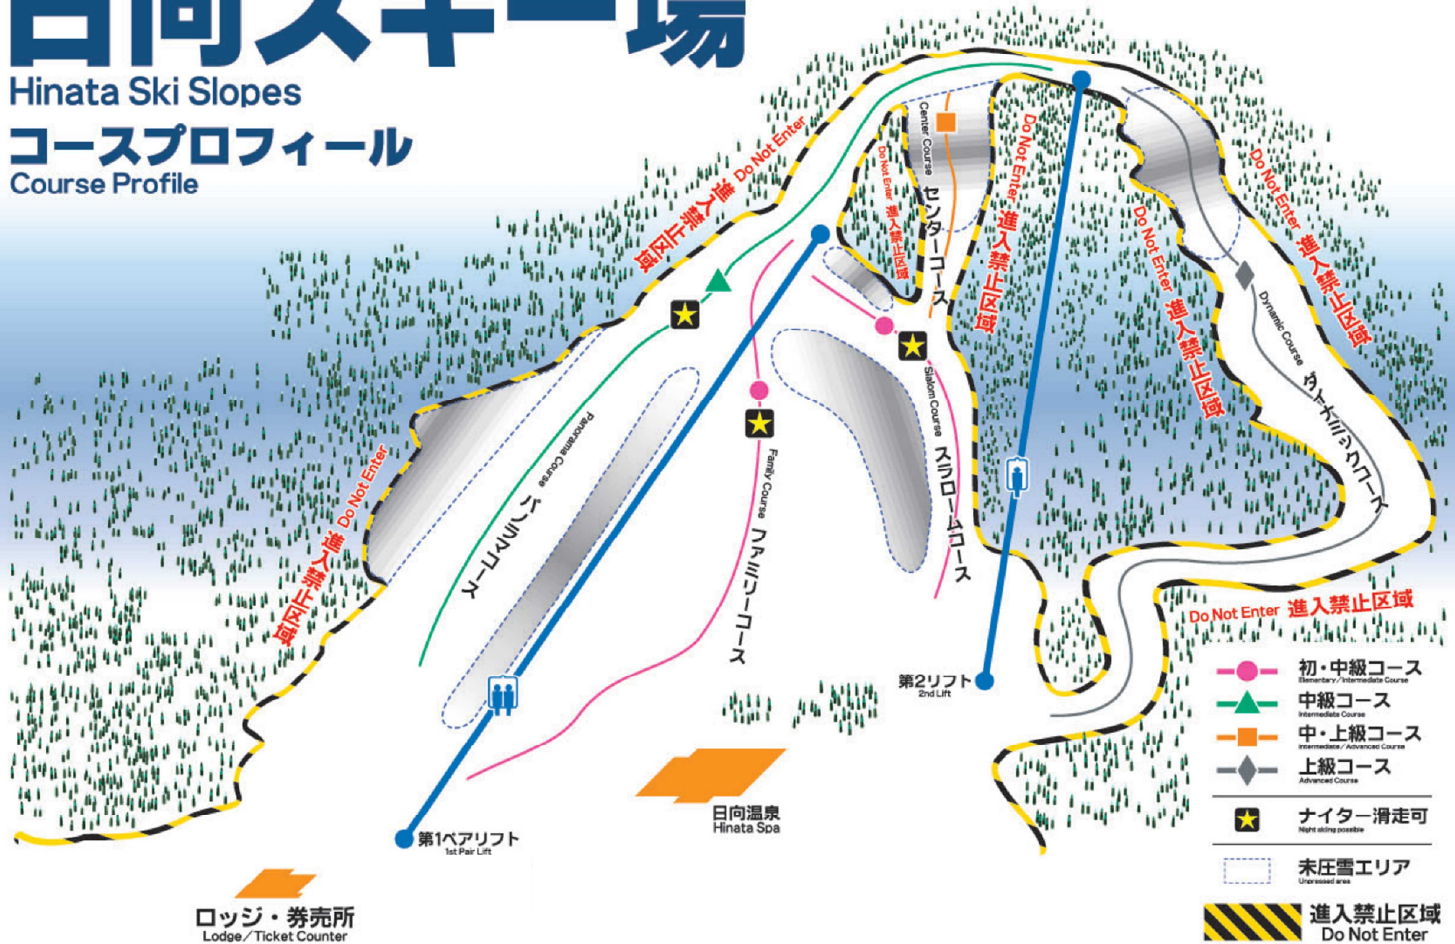 日向スキー場
Hinata Ski Slopes
コースプロフィール
Course Profile
進入禁止区域 Do Not Enter
Do Not Enter 進入禁止区域
Center Course センターコース
Do Not Enter 進入禁止区域
Do Not Enter 進入禁止区域
Do Not Enter 進入禁止区域
Dynamic Course ダイナミックコース
進入禁止区域 Do Not Enter
Panorama Course パノラマコース
Family Course ファミリーコース
Slalom Course スラロームコース
Do Not Enter 進入禁止区域
第2リフト
2nd Lift
日向温泉
Hinata Spa
第1ペアリフト
1st Pair Lift
ロッジ・券売所
Lodge/Ticket Counter
初・中級コース
Elementary/Intermediate Course
中級コース
Intermediate Course
中・上級コース
Intermediate/Advanced Course
上級コース
Advanced Course
ナイター滑走可
Night skiing possible
未圧雪エリア
Unpressed area
進入禁止区域
Do Not Enter